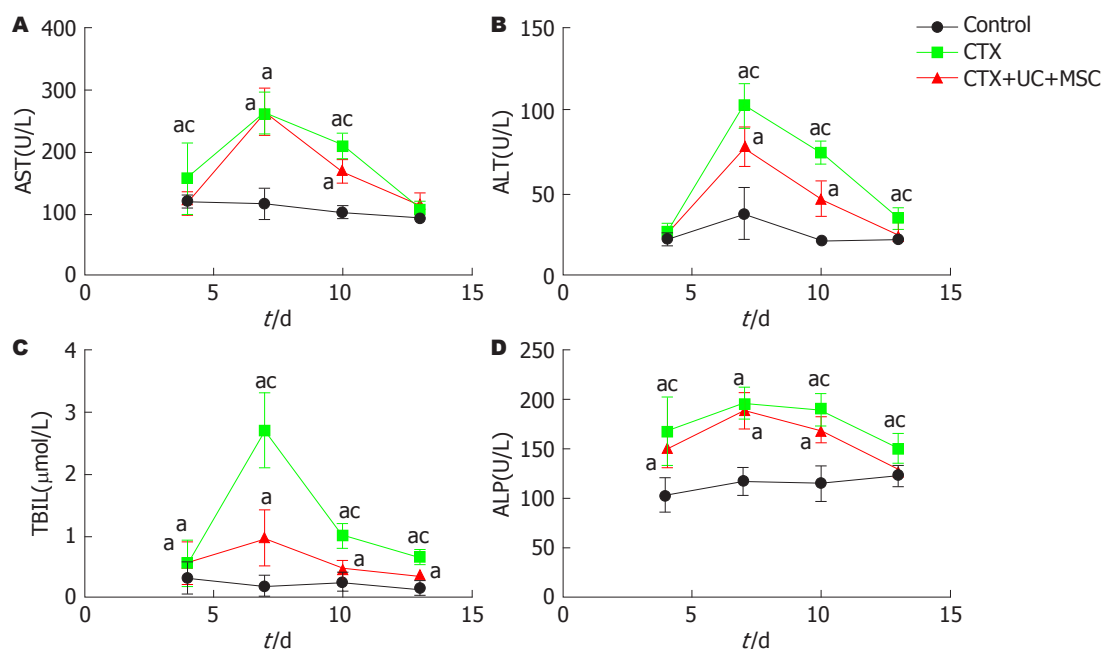 A
400
300
200
100
0
AST(U/L)
ac
a
a
ac
a
0
5
10
15
t/d
B
150
100
50
0
ALT(U/L)
ac
a
ac
a
ac
0
5
10
15
t/d
Control
CTX
CTX+UC+MSC
C
4
3
2
1
0
TBIL(μmol/L)
a
a
ac
a
ac
a
ac
a
0
5
10
15
t/d
D
250
200
150
100
50
0
ALP(U/L)
ac
a
a
a
ac
a
ac
0
5
10
15
t/d